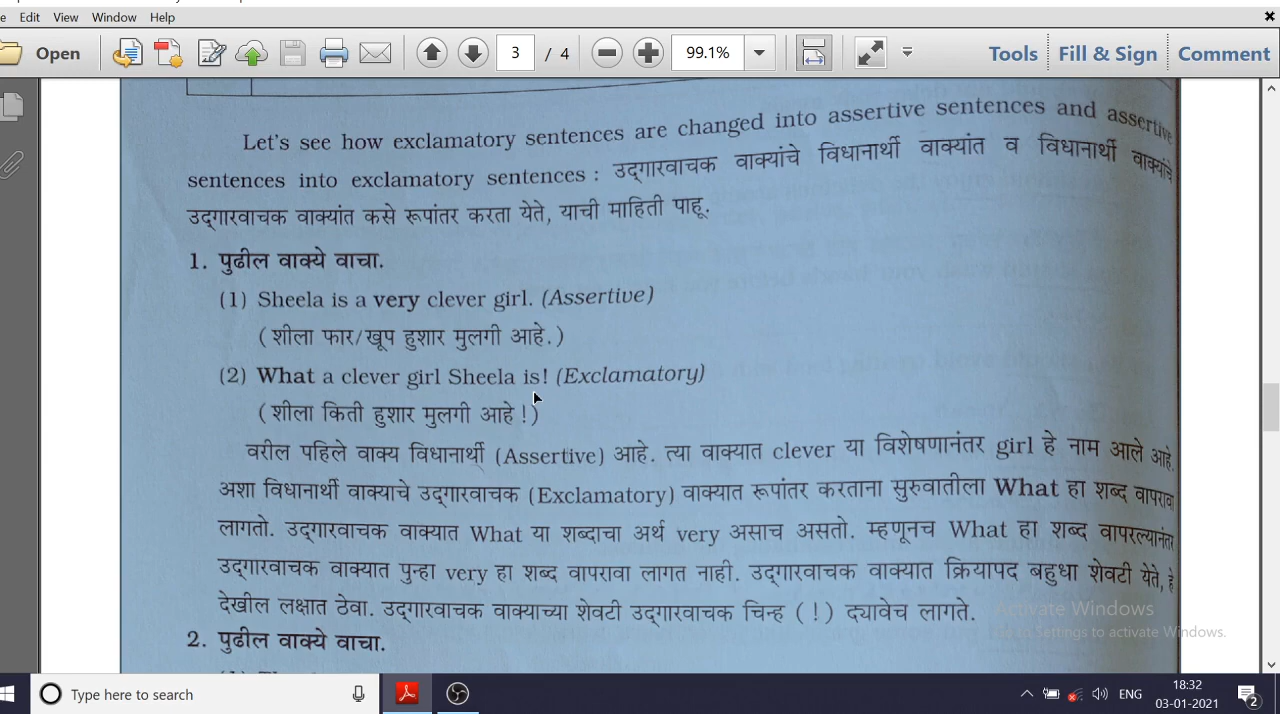 e Edit View Window Help
Open 3 / 4 99.1% Tools Fill & Sign Comment
Let's see how exclamatory sentences are changed into assertive sentences and assertive
sentences into exclamatory sentences : उद्गारवाचक वाक्यांचे विधानार्थी वाक्यांत व विधानार्थी वाक्यांचे
उद्गारवाचक वाक्यांत कसे रूपांतर करता येते, याची माहिती पाहू.
1. पुढील वाक्ये वाचा.
(1) Sheela is a very clever girl. (Assertive)
(शीला फार/खूप हुशार मुलगी आहे.)
(2) What a clever girl Sheela is! (Exclamatory)
(शीला किती हुशार मुलगी आहे !)
वरील पहिले वाक्य विधानार्थी (Assertive) आहे. त्या वाक्यात clever या विशेषणानंतर girl हे नाम आले आहे.
अशा विधानार्थी वाक्याचे उद्गारवाचक (Exclamatory) वाक्यात रूपांतर करताना सुरुवातीला What हा शब्द वापरावा
लागतो. उद्गारवाचक वाक्यात What या शब्दाचा अर्थ very असाच असतो. म्हणूनच What हा शब्द वापरल्यानंतर
उद्गारवाचक वाक्यात पुन्हा very हा शब्द वापरावा लागत नाही. उद्गारवाचक वाक्यात क्रियापद बहुधा शेवटी येते, हे
देखील लक्षात ठेवा. उद्गारवाचक वाक्याच्या शेवटी उद्गारवाचक चिन्ह ( ! ) द्यावेच लागते.
Activate Windows
Settings to activate Windows.
2. पुढील वाक्ये वाचा.
Type here to search
ENG 18:32
03-01-2021
2